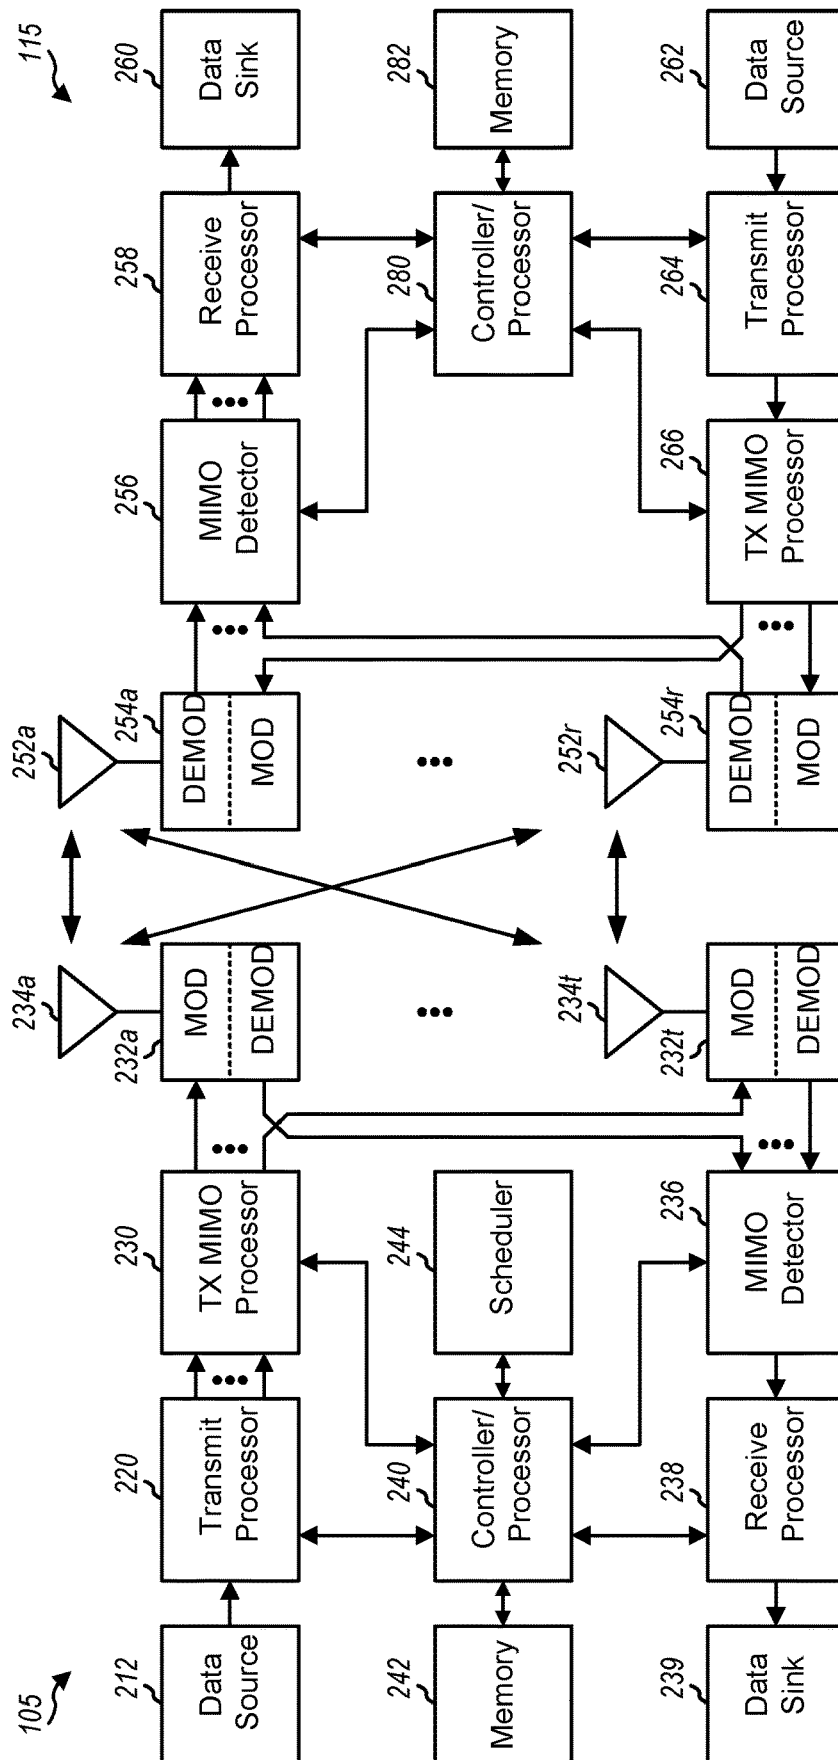 105
115
212
Data
Source
220
Transmit
Processor
230
TX MIMO
Processor
232a
MOD
DEMOD
234a
252a
254a
DEMOD
MOD
256
MIMO
Detector
258
Receive
Processor
260
Data
Sink
242
Memory
240
Controller/
Processor
244
Scheduler
280
Controller/
Processor
282
Memory
239
Data
Sink
238
Receive
Processor
236
MIMO
Detector
232t
MOD
DEMOD
234t
252r
254r
DEMOD
MOD
266
TX MIMO
Processor
264
Transmit
Processor
262
Data
Source